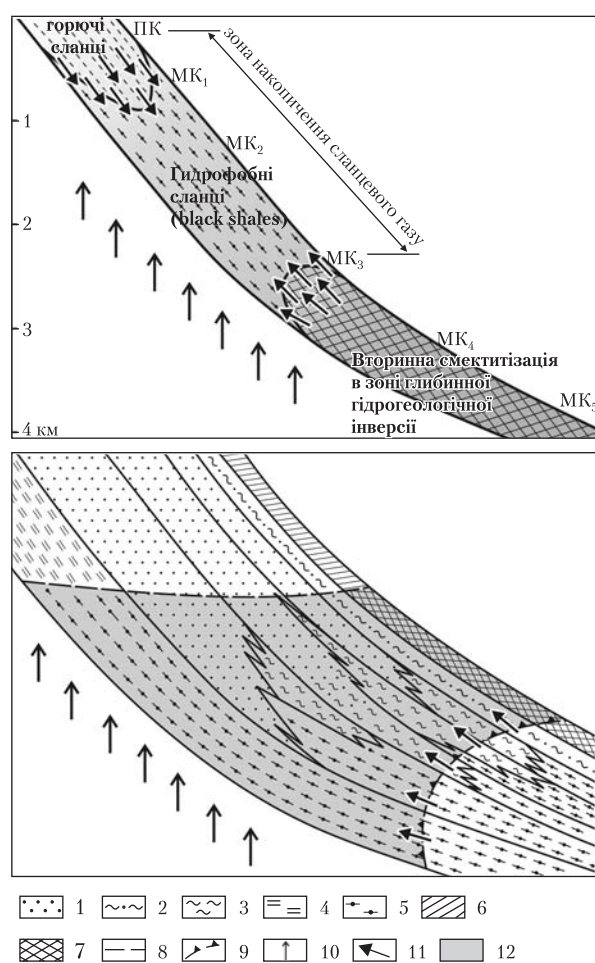 горючі
сланці
ПК
зона накопичення сланцевого газу
МК₁
1
МК₂
Гидрофобні
сланці
(black shales)
2
МК₃
3
МК₄
Вторинна смектитізація
в зоні глибинної
гідрогеологічної
інверсії
МК₅
4 км
1 2 3 4 5 6
7 8 9 10 11 12